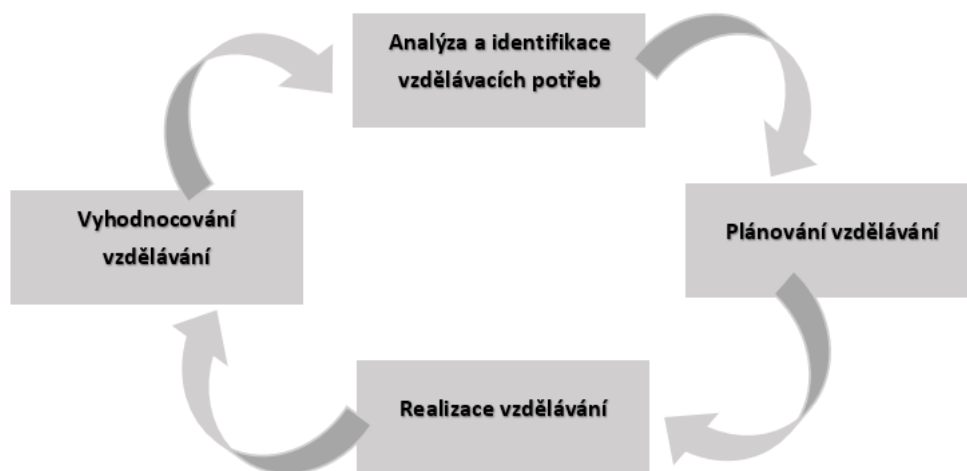 Analýza a identifikace
vzdělávacích potřeb
Plánování vzdělávání
Realizace vzdělávání
Vyhodnocování
vzdělávání